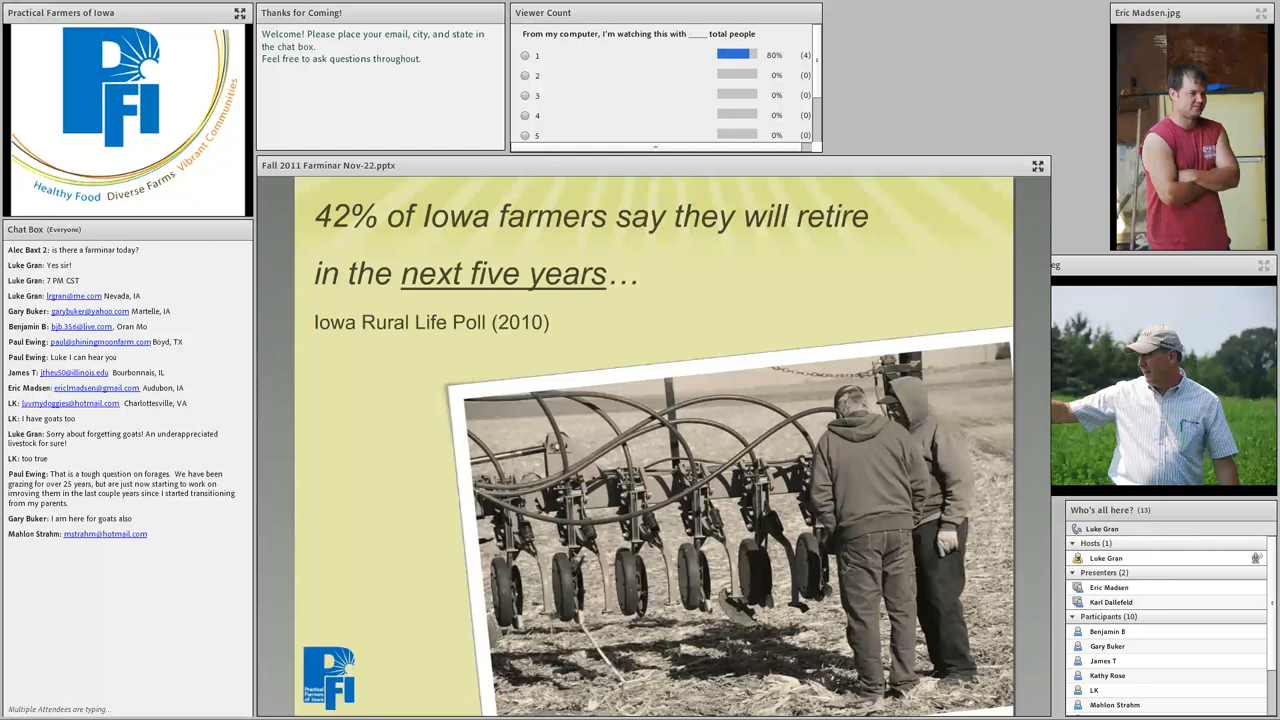 Practical Farmers of Iowa
PFI
Healthy Food Diverse Farms Vibrant Communities
Thanks for Coming!
Welcome! Please place your email, city, and state in
the chat box.
Feel free to ask questions throughout.
Viewer Count
From my computer, I'm watching this with ____ total people
1 80% (4)
2 0% (0)
3 0% (0)
4 0% (0)
5 0% (0)
Eric Madsen.jpg
Chat Box (Everyone)
Alec Baxt 2: is there a farminar today?
Luke Gran: Yes sir!
Luke Gran: 7 PM CST
Luke Gran: lrgran@me.com Nevada, IA
Gary Buker: garybuker@yahoo.com Martelle, IA
Benjamin B: bjb.356@live.com, Oran Mo
Paul Ewing: paul@shiningmoonfarm.com Boyd, TX
Paul Ewing: Luke I can hear you
James T: jtheu50@illinois.edu Bourbonnais, IL
Eric Madsen: ericlmadsen@gmail.com Audubon, IA
LK: luvmydoggies@hotmail.com Charlottesville, VA
LK: I have goats too
Luke Gran: Sorry about forgetting goats! An underappreciated
livestock for sure!
LK: too true
Paul Ewing: That is a tough question on forages. We have been
grazing for over 25 years, but are just now starting to work on
imroving them in the last couple years since I started transitioning
from my parents.
Gary Buker: I am here for goats also
Mahlon Strahm: mstrahm@hotmail.com
Multiple Attendees are typing...
Fall 2011 Farminar Nov-22.pptx
42% of Iowa farmers say they will retire
in the next five years…
Iowa Rural Life Poll (2010)
PFI
Practical
Farmers
of Iowa
eg
Who's all here? (13)
Luke Gran
Hosts (1)
Luke Gran
Presenters (2)
Eric Madsen
Karl Dallefeld
Participants (10)
Benjamin B
Gary Buker
James T
Kathy Rose
LK
Mahlon Strahm